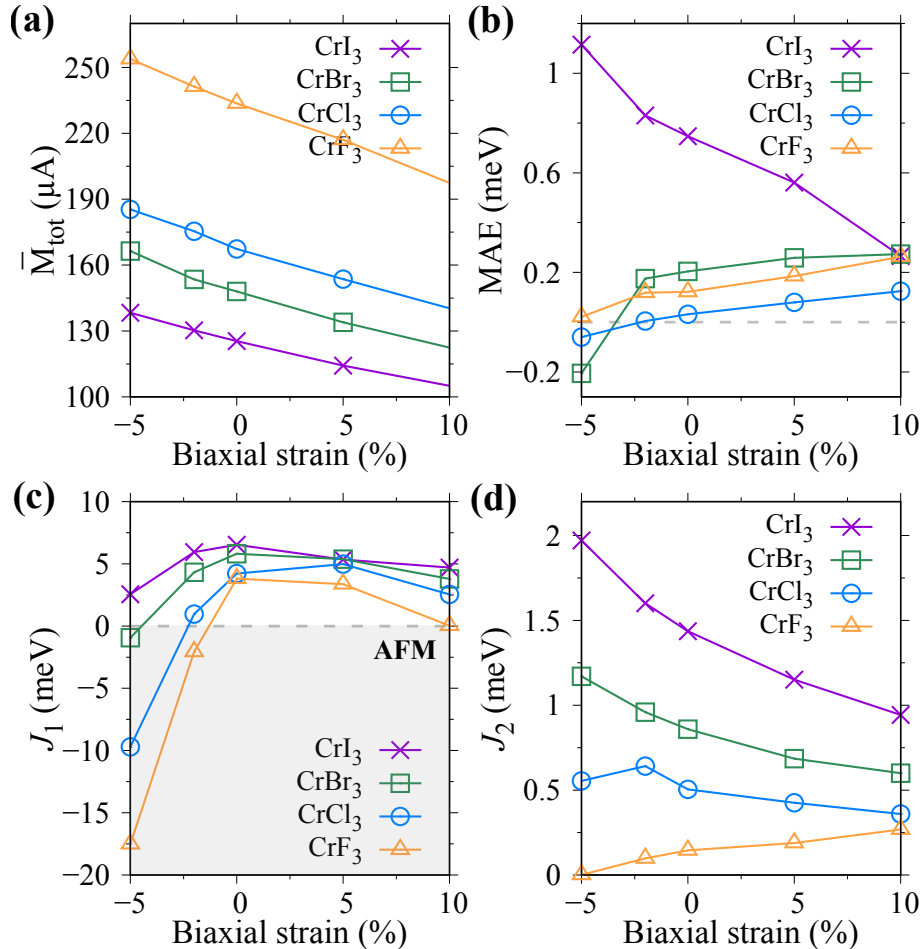 (a)
250
220
190
160
130
100
M̄tot (μA)
CrI3
CrBr3
CrCl3
CrF3
−5 0 5 10
Biaxial strain (%)
(b)
1
0.6
0.2
−0.2
MAE (meV)
CrI3
CrBr3
CrCl3
CrF3
−5 0 5 10
Biaxial strain (%)
(c)
10
5
0
−5
−10
−15
−20
J1 (meV)
AFM
CrI3
CrBr3
CrCl3
CrF3
−5 0 5 10
Biaxial strain (%)
(d)
2
1.5
1
0.5
0
J2 (meV)
CrI3
CrBr3
CrCl3
CrF3
−5 0 5 10
Biaxial strain (%)